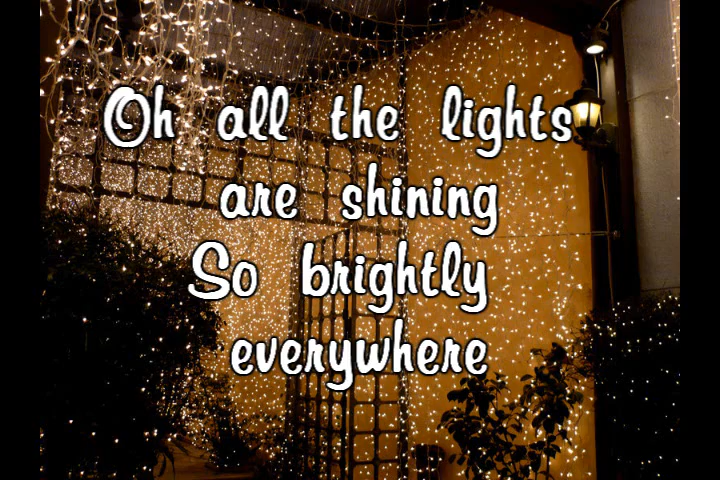 Oh all the lights
are shining
So brightly
everywhere